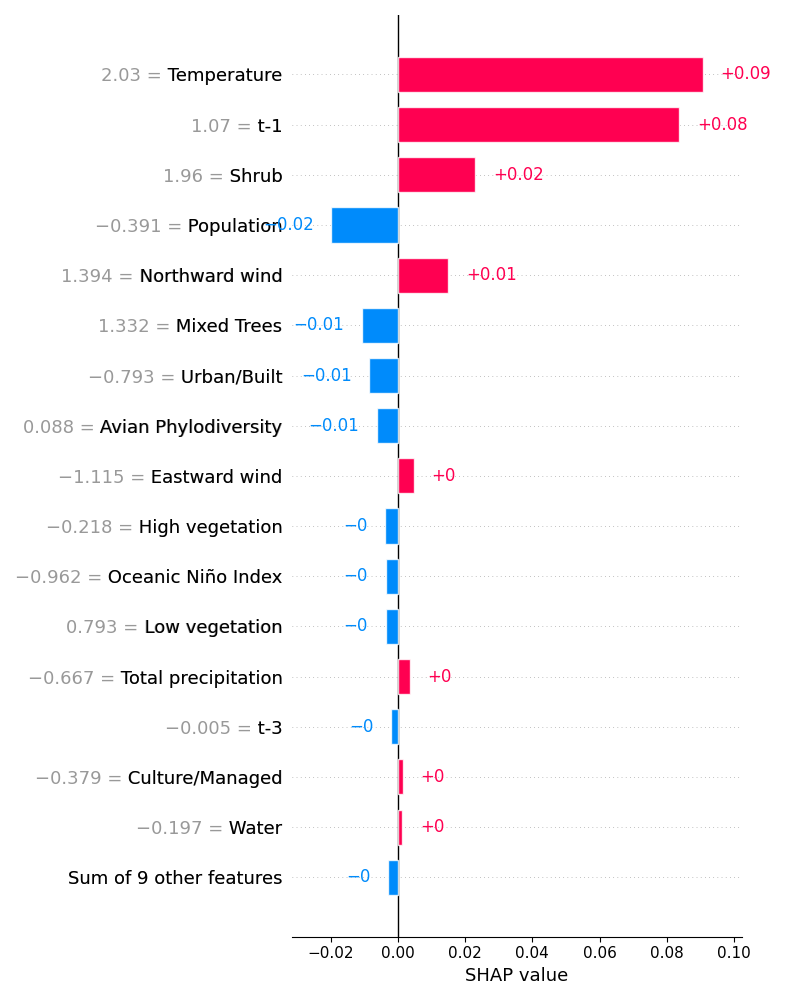 2.03 = Temperature +0.09
1.07 = t-1 +0.08
1.96 = Shrub +0.02
−0.391 = Population −0.02
1.394 = Northward wind +0.01
1.332 = Mixed Trees −0.01
−0.793 = Urban/Built −0.01
0.088 = Avian Phylodiversity −0.01
−1.115 = Eastward wind +0
−0.218 = High vegetation −0
−0.962 = Oceanic Niño Index −0
0.793 = Low vegetation −0
−0.667 = Total precipitation +0
−0.005 = t-3 −0
−0.379 = Culture/Managed +0
−0.197 = Water +0
Sum of 9 other features −0
−0.02 0.00 0.02 0.04 0.06 0.08 0.10
SHAP value